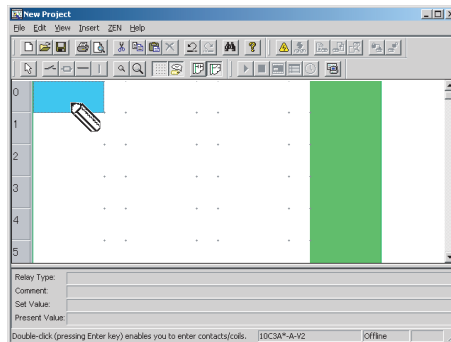 New Project
File Edit View Insert ZEN Help
0
1
2
3
4
5
Relay Type:
Comment:
Set Value:
Present Value:
Double-click (pressing Enter key) enables you to enter contacts/coils. 10C3A*-A-V2 Offline